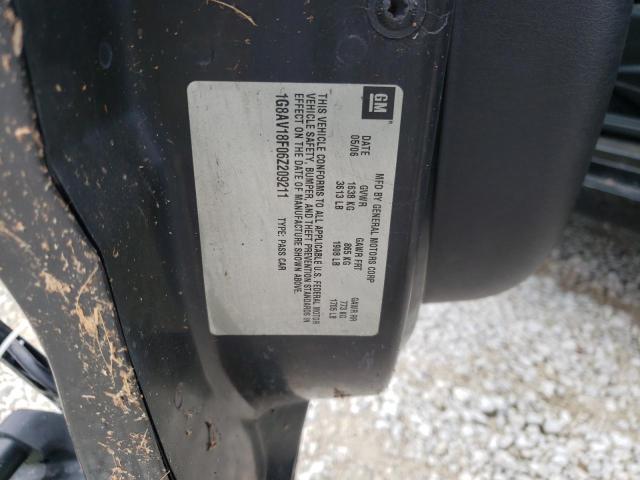 GM
MFD BY GENERAL MOTORS CORP
DATE GVWR GAWR FRT GAWR RR
05/06 1638 KG 865 KG 773 KG
3613 LB 1908 LB 1705 LB
THIS VEHICLE CONFORMS TO ALL APPLICABLE U.S. FEDERAL MOTOR
VEHICLE SAFETY, BUMPER, AND THEFT PREVENTION STANDARDS IN
EFFECT ON THE DATE OF MANUFACTURE SHOWN ABOVE.
1G8AV18F06Z209211 TYPE: PASS CAR